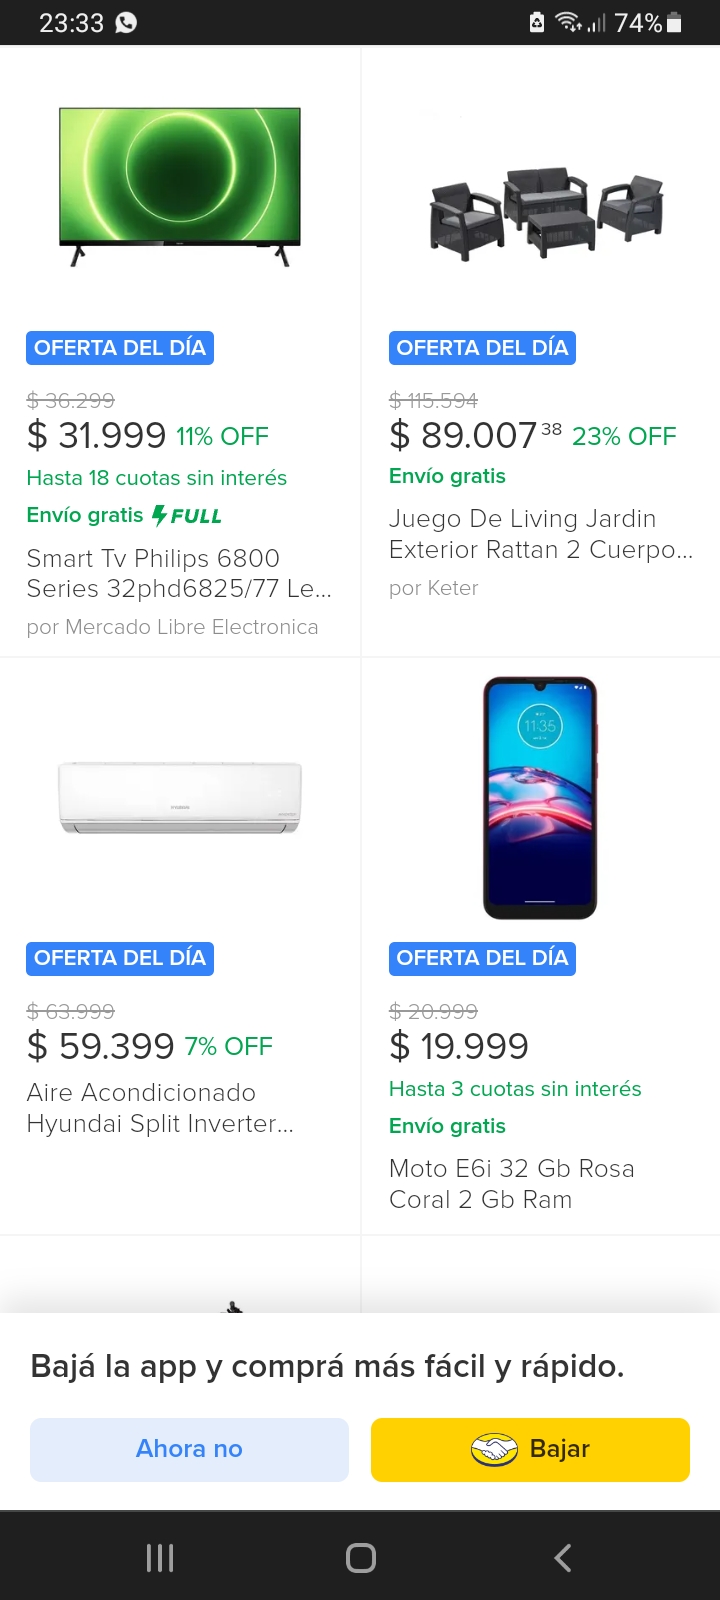 23:33
74%
OFERTA DEL DÍA
$ 36.299
$ 31.999 11% OFF
Hasta 18 cuotas sin interés
Envío gratis FULL
Smart Tv Philips 6800
Series 32phd6825/77 Le...
por Mercado Libre Electronica
OFERTA DEL DÍA
$ 115.594
$ 89.007 38 23% OFF
Envío gratis
Juego De Living Jardin
Exterior Rattan 2 Cuerpo...
por Keter
OFERTA DEL DÍA
$ 63.999
$ 59.399 7% OFF
Aire Acondicionado
Hyundai Split Inverter...
11:35
OFERTA DEL DÍA
$ 20.999
$ 19.999
Hasta 3 cuotas sin interés
Envío gratis
Moto E6i 32 Gb Rosa
Coral 2 Gb Ram
Bajá la app y comprá más fácil y rápido.
Ahora no
Bajar